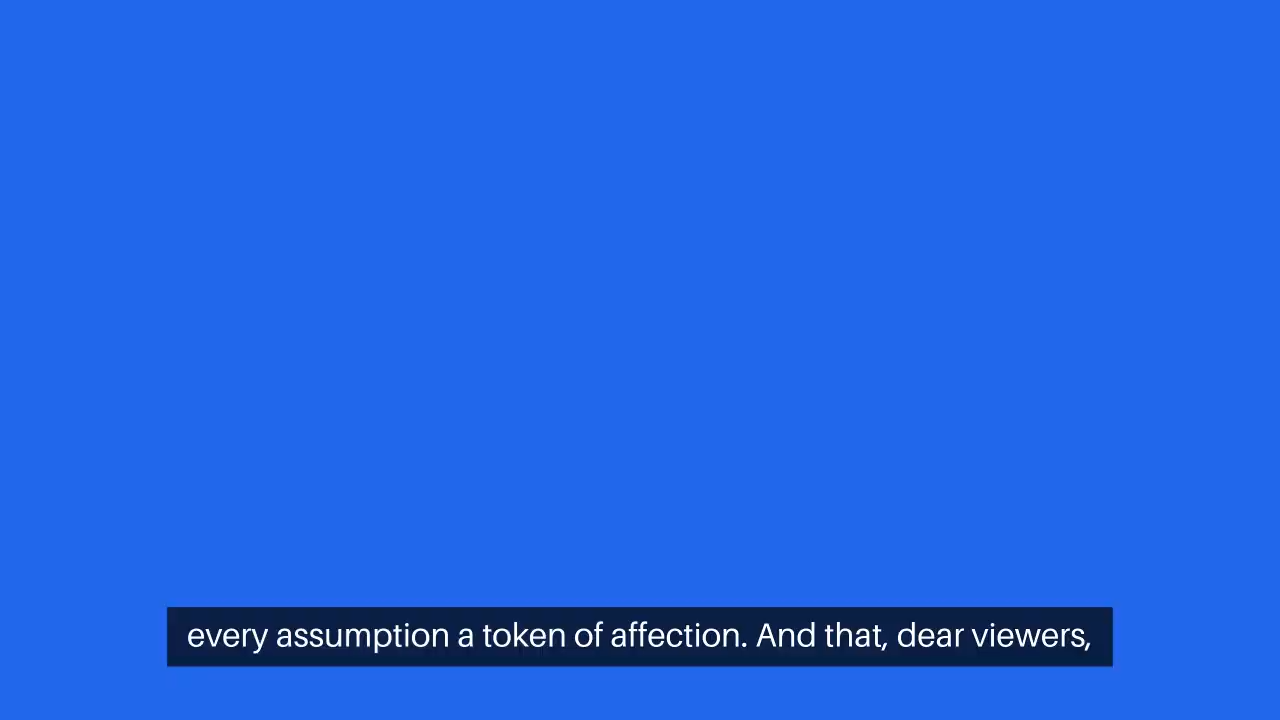 every assumption a token of affection. And that, dear viewers,